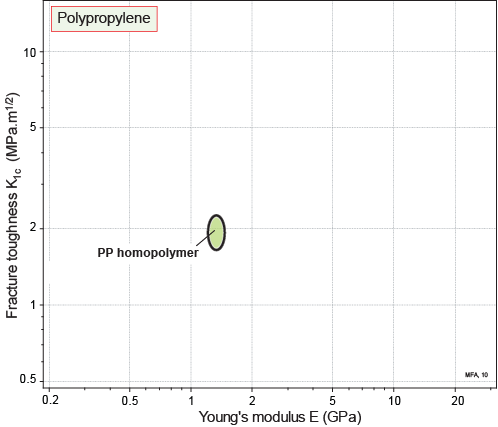 Polypropylene
Fracture toughness K1c (MPa.m1/2)
10
5
2
1
0.5
PP homopolymer
MFA, 10
0.2 0.5 1 2 5 10 20
Young's modulus E (GPa)